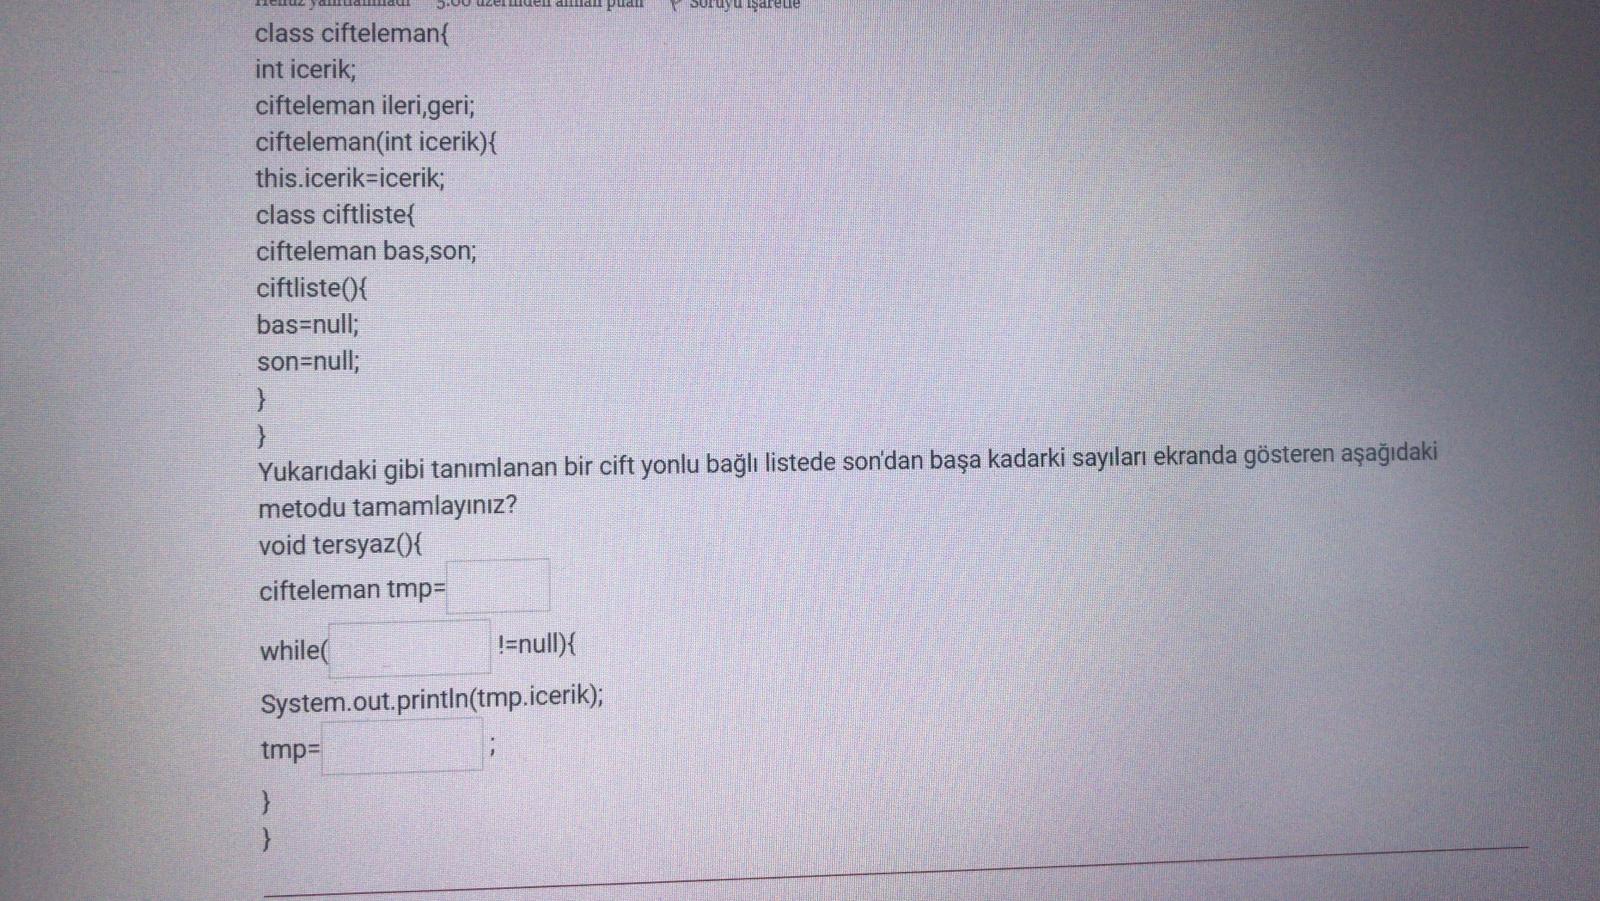 Henüz yanıtlanmadı 5.00 üzerinden alınan puan Soruyu işaretle
class cifteleman{
int icerik;
cifteleman ileri,geri;
cifteleman(int icerik){
this.icerik=icerik;
class ciftliste{
cifteleman bas,son;
ciftliste(){
bas=null;
son=null;
}
}
Yukarıdaki gibi tanımlanan bir cift yonlu bağlı listede son'dan başa kadarki sayıları ekranda gösteren aşağıdaki
metodu tamamlayınız?
void tersyaz(){
cifteleman tmp=
while( !=null){
System.out.println(tmp.icerik);
tmp= ;
}
}